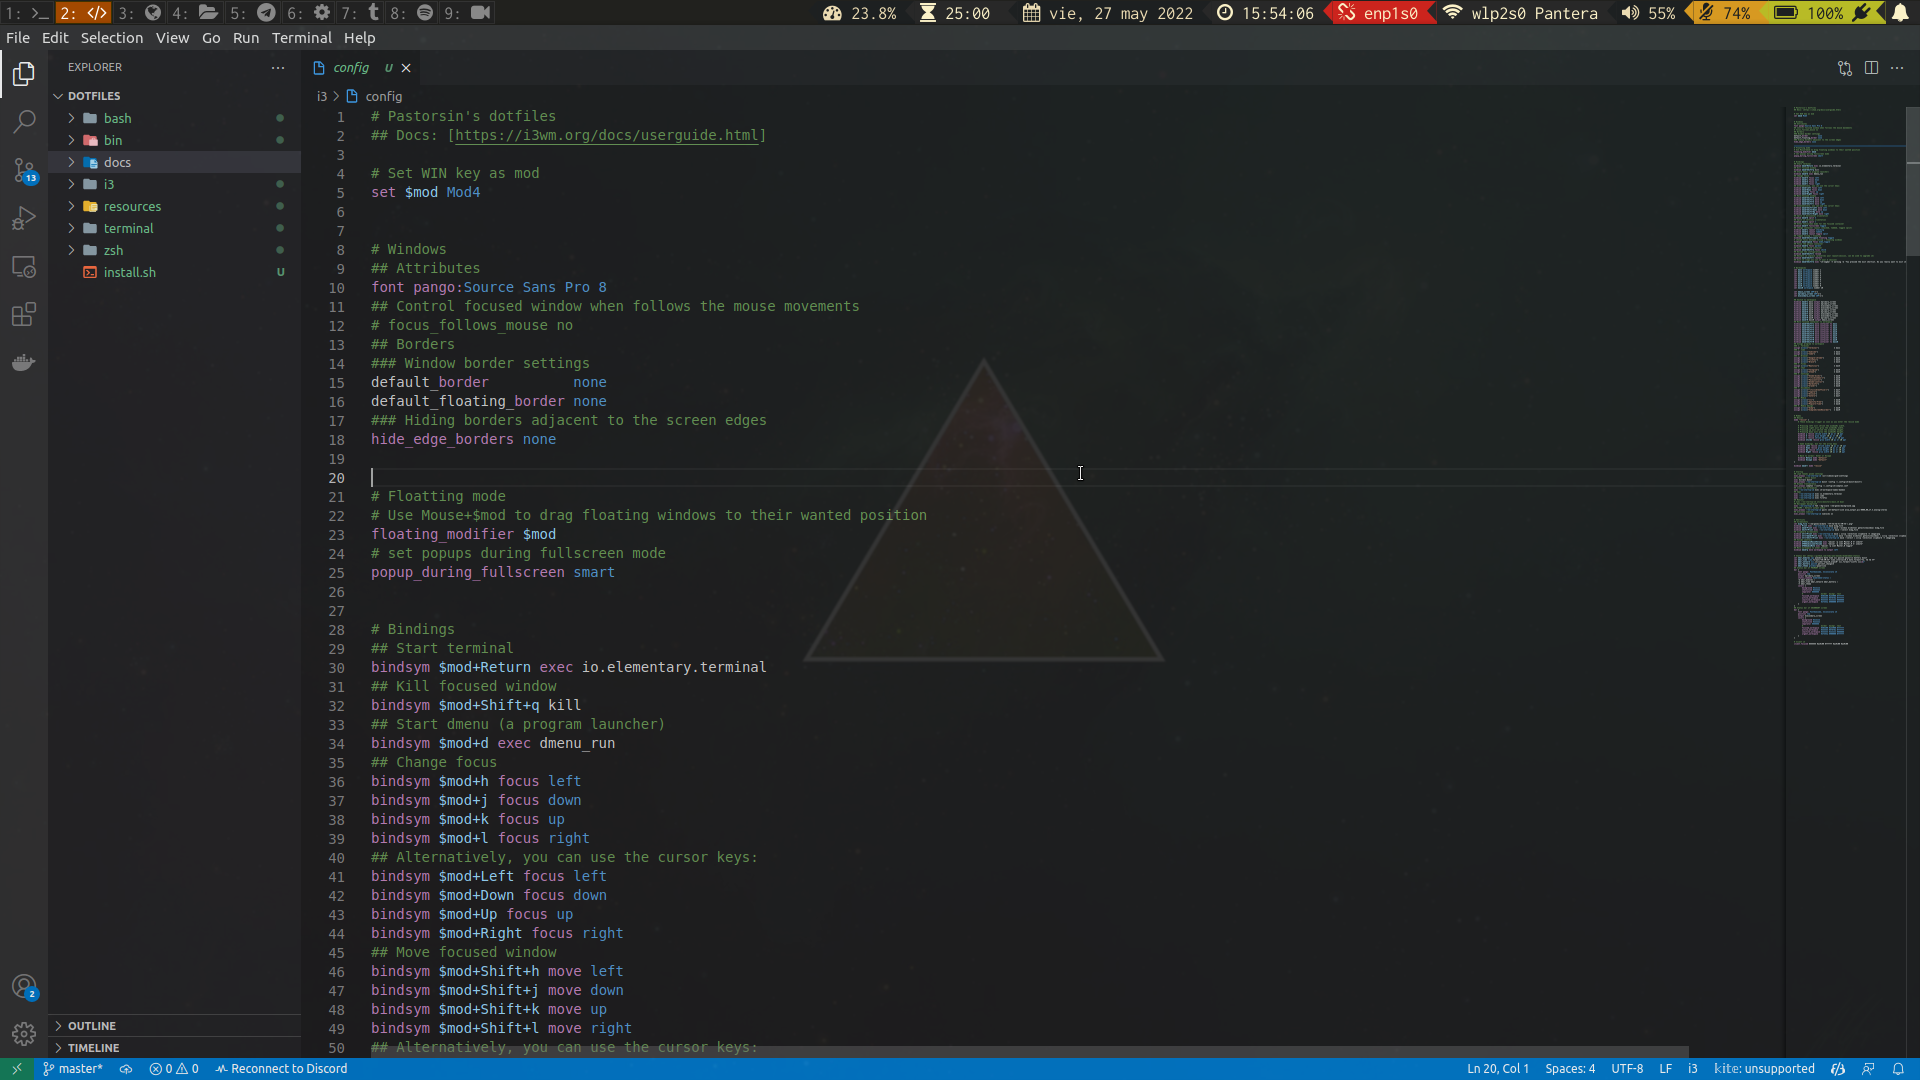 1: 2: 3: 4: 5: 6: 7: 8: 9: 23.8% 25:00 vie, 27 may 2022 15:54:06 enp1s0 wlp2s0 Pantera 55% 74% 100%
File Edit Selection View Go Run Terminal Help
EXPLORER
DOTFILES
bash
bin
docs
i3
resources
terminal
zsh
install.sh U
13
2
OUTLINE
TIMELINE
config U
i3 > config
1 # Pastorsin's dotfiles
2 ## Docs: [https://i3wm.org/docs/userguide.html]
3
4 # Set WIN key as mod
5 set $mod Mod4
6
7
8 # Windows
9 ## Attributes
10 font pango:Source Sans Pro 8
11 ## Control focused window when follows the mouse movements
12 # focus_follows_mouse no
13 ## Borders
14 ### Window border settings
15 default_border          none
16 default_floating_border none
17 ### Hiding borders adjacent to the screen edges
18 hide_edge_borders none
19
20
21 # Floatting mode
22 # Use Mouse+$mod to drag floating windows to their wanted position
23 floating_modifier $mod
24 # set popups during fullscreen mode
25 popup_during_fullscreen smart
26
27
28 # Bindings
29 ## Start terminal
30 bindsym $mod+Return exec io.elementary.terminal
31 ## Kill focused window
32 bindsym $mod+Shift+q kill
33 ## Start dmenu (a program launcher)
34 bindsym $mod+d exec dmenu_run
35 ## Change focus
36 bindsym $mod+h focus left
37 bindsym $mod+j focus down
38 bindsym $mod+k focus up
39 bindsym $mod+l focus right
40 ## Alternatively, you can use the cursor keys:
41 bindsym $mod+Left focus left
42 bindsym $mod+Down focus down
43 bindsym $mod+Up focus up
44 bindsym $mod+Right focus right
45 ## Move focused window
46 bindsym $mod+Shift+h move left
47 bindsym $mod+Shift+j move down
48 bindsym $mod+Shift+k move up
49 bindsym $mod+Shift+l move right
50 ## Alternatively, you can use the cursor keys:
master* 0 0 Reconnect to Discord Ln 20, Col 1 Spaces: 4 UTF-8 LF i3 kite: unsupported